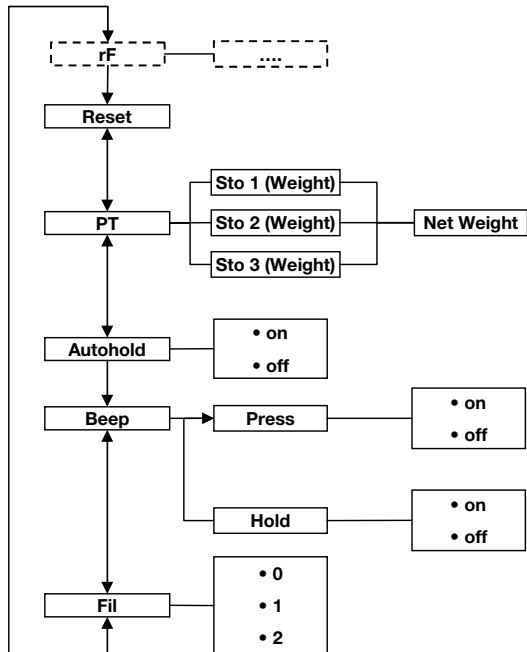 rF
....
Reset
Sto 1 (Weight)
PT
Sto 2 (Weight)
Net Weight
Sto 3 (Weight)
Autohold
• on
• off
Beep
Press
• on
• off
Hold
• on
• off
Fil
• 0
• 1
• 2